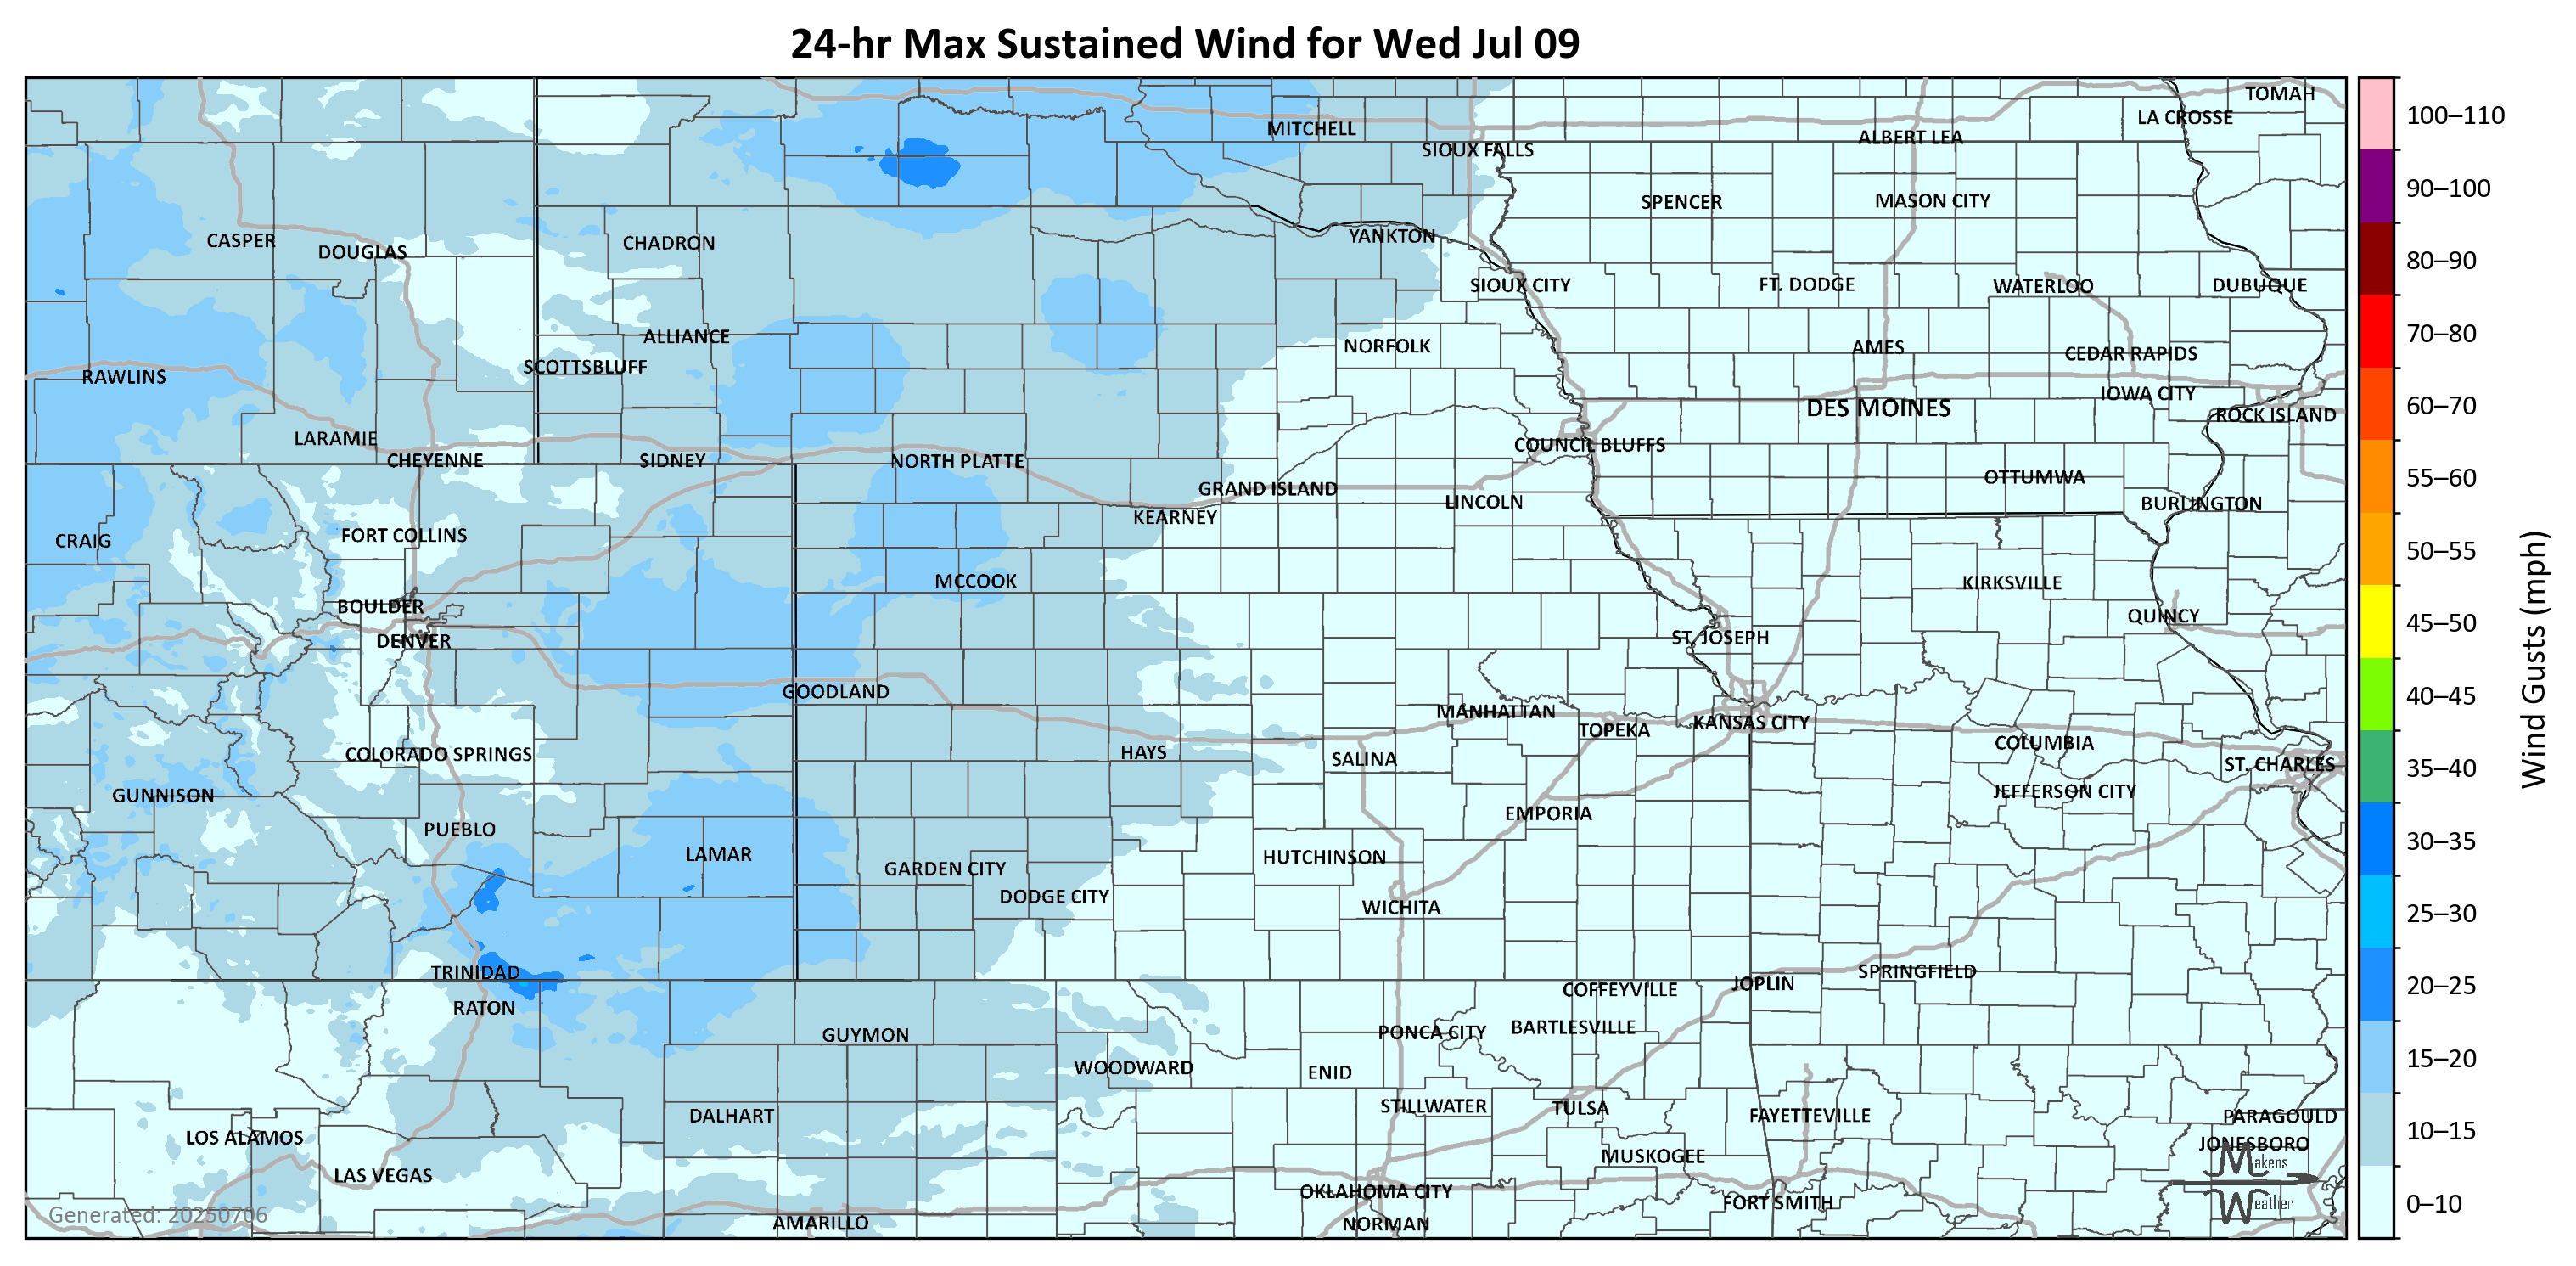 24-hr Max Sustained Wind for Wed Jul 09
TOMAH
LA CROSSE
MITCHELL
ALBERT LEA
SIOUX FALLS
SPENCER
MASON CITY
CASPER
DOUGLAS
CHADRON
YANKTON
SIOUX CITY
FT. DODGE
WATERLOO
DUBUQUE
ALLIANCE
NORFOLK
AMES
CEDAR RAPIDS
SCOTTSBLUFF
RAWLINS
IOWA CITY
DES MOINES
ROCK ISLAND
LARAMIE
COUNCIL BLUFFS
CHEYENNE
SIDNEY
NORTH PLATTE
OTTUMWA
GRAND ISLAND
LINCOLN
BURLINGTON
KEARNEY
FORT COLLINS
CRAIG
MCCOOK
KIRKSVILLE
BOULDER
QUINCY
DENVER
ST. JOSEPH
GOODLAND
MANHATTAN
TOPEKA
KANSAS CITY
COLORADO SPRINGS
HAYS
SALINA
COLUMBIA
ST. CHARLES
GUNNISON
JEFFERSON CITY
EMPORIA
PUEBLO
LAMAR
HUTCHINSON
GARDEN CITY
DODGE CITY
WICHITA
TRINIDAD
SPRINGFIELD
JOPLIN
COFFEYVILLE
RATON
GUYMON
PONCA CITY
BARTLESVILLE
WOODWARD
ENID
DALHART
STILLWATER
TULSA
FAYETTEVILLE
PARAGOULD
LOS ALAMOS
JONESBORO
MUSKOGEE
LAS VEGAS
OKLAHOMA CITY
FORT SMITH
AMARILLO
NORMAN
Generated: 20250706
Makens
Weather
100–110
90–100
80–90
70–80
60–70
55–60
50–55
45–50
40–45
35–40
30–35
25–30
20–25
15–20
10–15
0–10
Wind Gusts (mph)